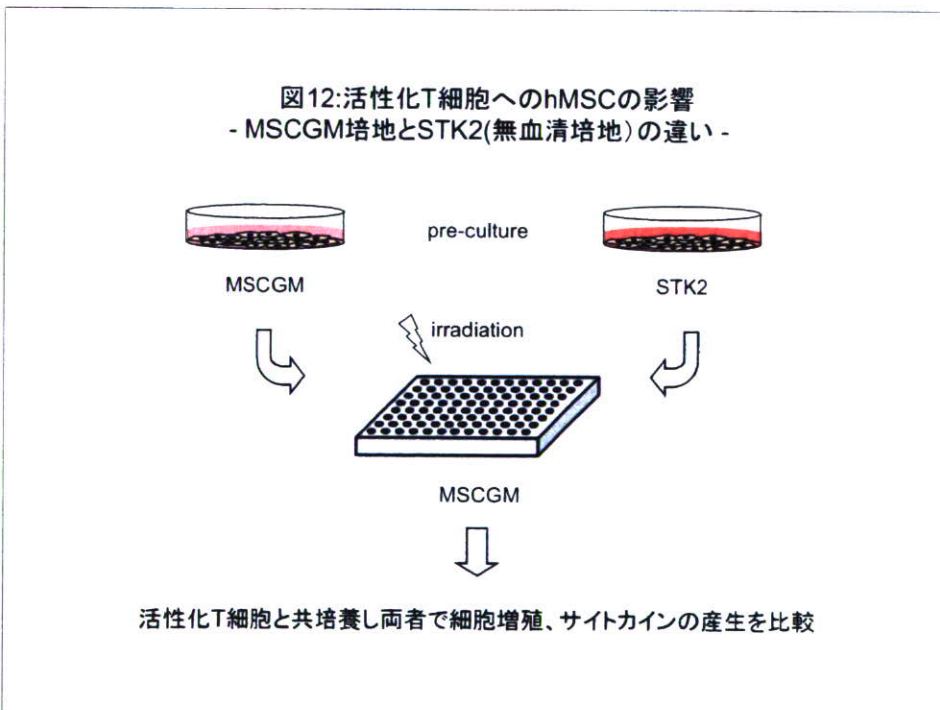 図12:活性化T細胞へのhMSCの影響
- MSCGM培地とSTK2(無血清培地)の違い -
pre-culture
MSCGM
STK2
irradiation
MSCGM
活性化T細胞と共培養し両者で細胞増殖、サイトカインの産生を比較